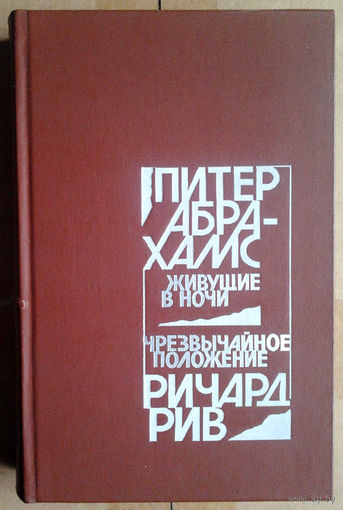 ПИТЕР
АБРА-
ХАМС
ЖИВУЩИЕ
В НОЧИ
ЧРЕЗВЫЧАЙНОЕ
ПОЛОЖЕНИЕ
РИЧАРД
РИВ